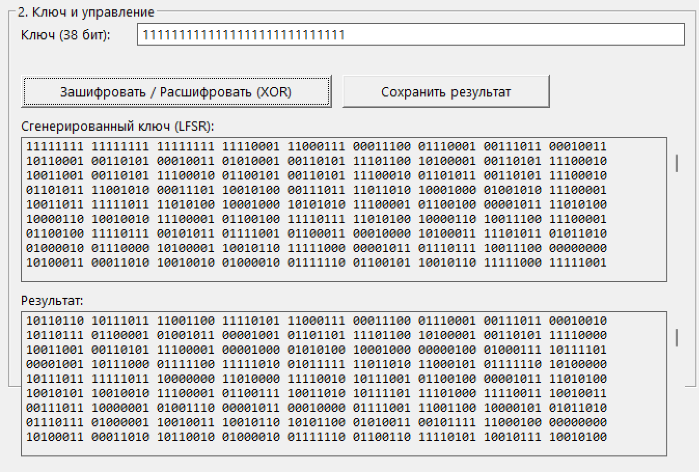 2. Ключ и управление
Ключ (38 бит): 1111111111111111111111111111
Зашифровать / Расшифровать (XOR) Сохранить результат
Сгенерированный ключ (LFSR):
11111111 11111111 11111111 11110001 11000111 00011100 01110001 00111011 00010011
10110001 00110101 00010011 01010001 00110101 11101100 10100001 00110101 11100010
10011001 00110101 11100010 01100101 00110101 11100010 01101011 00110101 11100010
01101011 11001010 00011101 10010100 00111011 11011010 10001000 01001010 11100001
10011011 11111011 11010100 10001000 10101010 11100001 01100100 00001011 11010100
10000110 10010010 11100001 01100100 11110111 11010100 10000110 10011100 11100001
01100100 11110111 00101011 01111001 01100011 00010000 10100011 11101011 01011010
01000010 01110000 10100001 10010110 11111000 00001011 01110111 10011100 00000000
10100011 00011010 10010010 01000010 01111110 01100101 10010110 11111000 11111001
Результат:
10110110 10111011 11001100 11110101 11000111 00011100 01110001 00111011 00010010
10110111 01100001 01001011 00001001 01101101 11101100 10100001 00110101 11110000
10011001 00110101 11100001 00001000 01010100 10001000 00000100 01000111 10111101
01001001 10111000 01111100 11111010 01011111 11011010 11000101 01111110 10100000
10111011 11111011 10000000 11010000 11110010 10111001 01100100 00001011 11010100
10010101 10010010 11100001 01100111 10011010 10111101 11101000 11110011 10010011
00111011 10000001 01001110 00001011 00010000 01111001 11001100 10000101 01011010
01111110 01000001 10010011 10010110 10101100 01010011 00101111 11000100 00000000
10100011 00011010 10110010 01000010 01111110 01100110 11110101 10010111 10010100